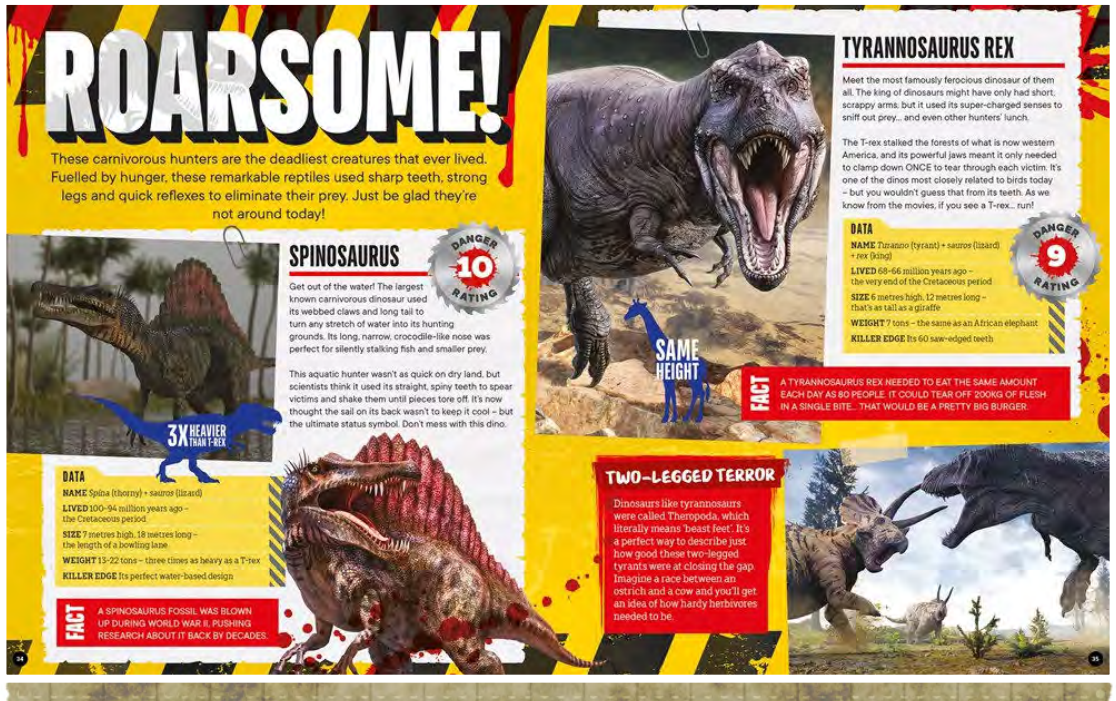 ROARSOME!
These carnivorous hunters are the deadliest creatures that ever lived.
Fuelled by hunger, these remarkable reptiles used sharp teeth, strong
legs and quick reflexes to eliminate their prey. Just be glad they're
not around today!
SPINOSAURUS
DANGER
10
RATING
Get out of the water! The largest
known carnivorous dinosaur used
its webbed claws and long tail to
turn any stretch of water into its hunting
grounds. Its long, narrow, crocodile-like nose was
perfect for silently stalking fish and smaller prey.
This aquatic hunter wasn't as quick on dry land, but
scientists think it used its straight, spiny teeth to spear
victims and shake them until pieces tore off. It's now
thought the sail on its back wasn't to keep it cool – but
the ultimate status symbol. Don't mess with this dino.
3X HEAVIER
THAN T-REX
DATA
NAME Spina (thorny) + sauros (lizard)
LIVED 100-94 million years ago –
the Cretaceous period
SIZE 7 metres high, 18 metres long –
the length of a bowling lane
WEIGHT 13-22 tons – three times as heavy as a T-rex
KILLER EDGE Its perfect water-based design
FACT
A SPINOSAURUS FOSSIL WAS BLOWN
UP DURING WORLD WAR II, PUSHING
RESEARCH ABOUT IT BACK BY DECADES.
34
TYRANNOSAURUS REX
Meet the most famously ferocious dinosaur of them
all. The king of dinosaurs might have only had short,
scrappy arms, but it used its super-charged senses to
sniff out prey... and even other hunters' lunch.
The T-rex stalked the forests of what is now western
America, and its powerful jaws meant it only needed
to clamp down ONCE to tear through each victim. It's
one of the dinos most closely related to birds today
– but you wouldn't guess that from its teeth. As we
know from the movies, if you see a T-rex... run!
DATA
NAME Tyranno (tyrant) + sauros (lizard)
+ rex (king)
LIVED 68-66 million years ago –
the very end of the Cretaceous period
SIZE 6 metres high, 12 metres long –
that's as tall as a giraffe
WEIGHT 7 tons – the same as an African elephant
KILLER EDGE Its 60 saw-edged teeth
DANGER
9
RATING
SAME
HEIGHT
FACT
A TYRANNOSAURUS REX NEEDED TO EAT THE SAME AMOUNT
EACH DAY AS 80 PEOPLE. IT COULD TEAR OFF 200KG OF FLESH
IN A SINGLE BITE... THAT WOULD BE A PRETTY BIG BURGER.
TWO-LEGGED TERROR
Dinosaurs like tyrannosaurs
were called Theropoda, which
literally means 'beast feet'. It's
a perfect way to describe just
how good these two-legged
tyrants were at closing the gap.
Imagine a race between an
ostrich and a cow and you'll get
an idea of how hardy herbivores
needed to be.
35